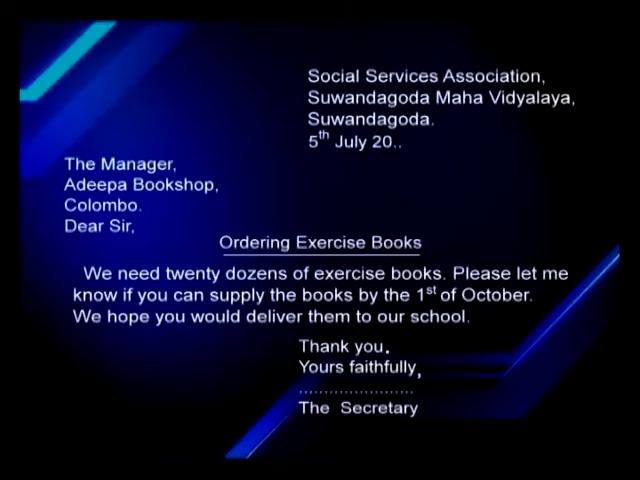 Social Services Association,
Suwandagoda Maha Vidyalaya,
Suwandagoda.
5th July 20..
The Manager,
Adeepa Bookshop,
Colombo.
Dear Sir,
Ordering Exercise Books
We need twenty dozens of exercise books. Please let me
know if you can supply the books by the 1st of October.
We hope you would deliver them to our school.
Thank you.
Yours faithfully,
........................
The Secretary